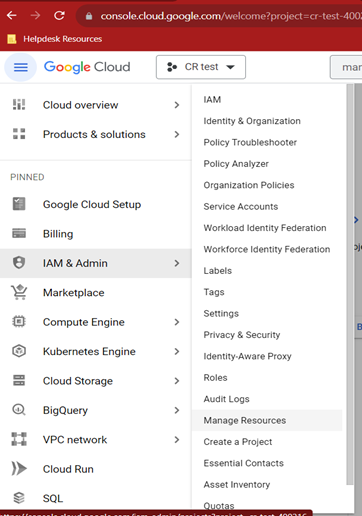 console.cloud.google.com/welcome?project=cr-test-400
Helpdesk Resources
Google Cloud
CR test
mar
Cloud overview
Products & solutions
PINNED
Google Cloud Setup
Billing
IAM & Admin
Marketplace
Compute Engine
Kubernetes Engine
Cloud Storage
BigQuery
VPC network
Cloud Run
SQL
IAM
Identity & Organization
Policy Troubleshooter
Policy Analyzer
Organization Policies
Service Accounts
Workload Identity Federation
Workforce Identity Federation
Labels
Tags
Settings
Privacy & Security
Identity-Aware Proxy
Roles
Audit Logs
Manage Resources
Create a Project
Essential Contacts
Asset Inventory
Quotas